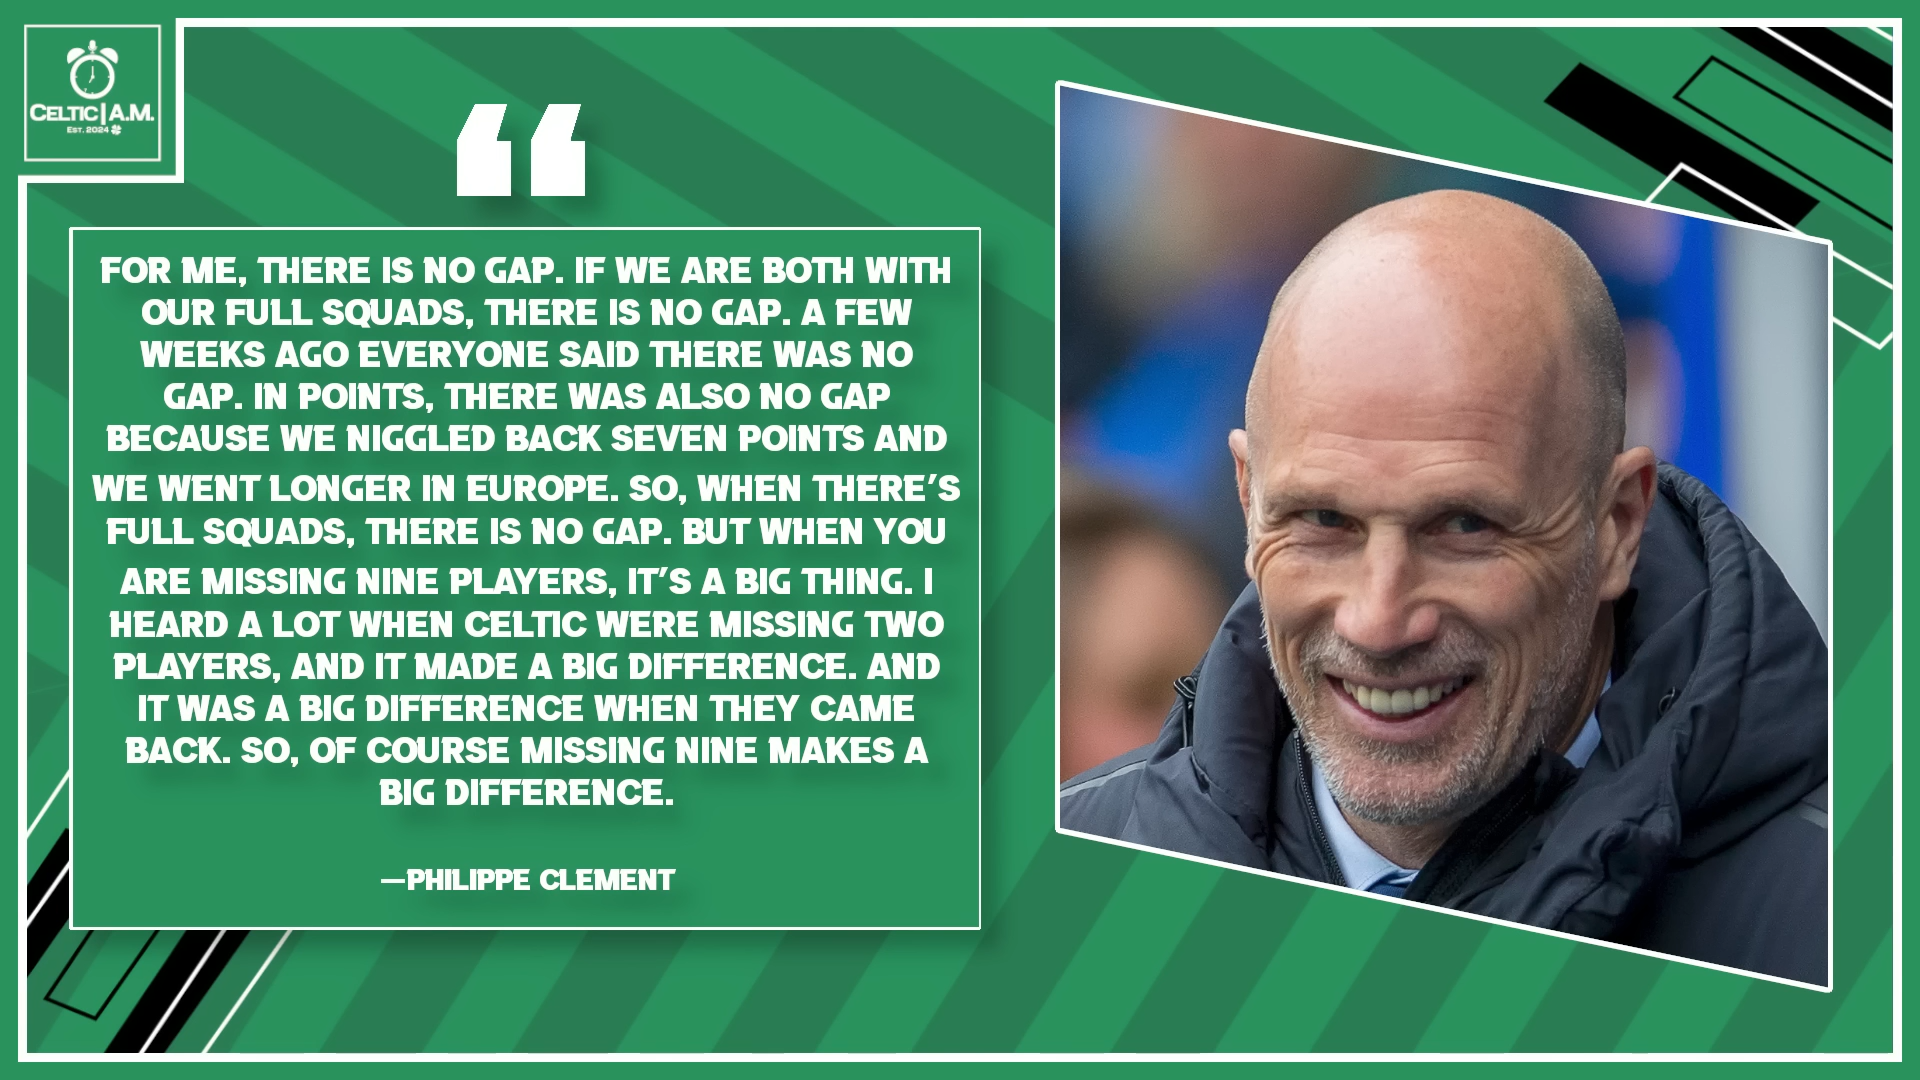 CELTIC|A.M.
EST. 2024
FOR ME, THERE IS NO GAP. IF WE ARE BOTH WITH
OUR FULL SQUADS, THERE IS NO GAP. A FEW
WEEKS AGO EVERYONE SAID THERE WAS NO
GAP. IN POINTS, THERE WAS ALSO NO GAP
BECAUSE WE NIGGLED BACK SEVEN POINTS AND
WE WENT LONGER IN EUROPE. SO, WHEN THERE'S
FULL SQUADS, THERE IS NO GAP. BUT WHEN YOU
ARE MISSING NINE PLAYERS, IT'S A BIG THING. I
HEARD A LOT WHEN CELTIC WERE MISSING TWO
PLAYERS, AND IT MADE A BIG DIFFERENCE. AND
IT WAS A BIG DIFFERENCE WHEN THEY CAME
BACK. SO, OF COURSE MISSING NINE MAKES A
BIG DIFFERENCE.
—PHILIPPE CLEMENT